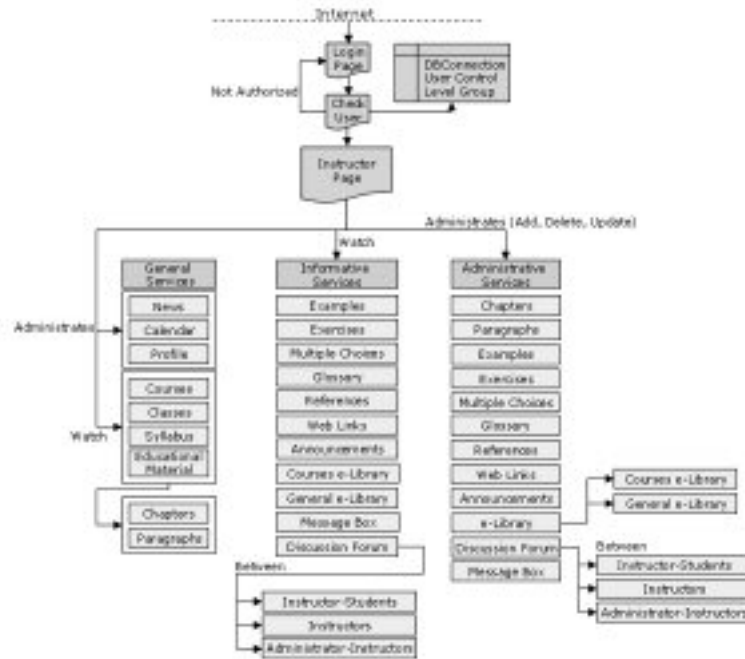 Internet
Login
Page
DBConnection
User Control
Level Group
Not Authorized
Check
User
Instructor
Page
Administrates (Add, Delete, Update)
Watch
General
Services
News
Calendar
Profile
Administrates
Courses
Classes
Syllabus
Educational
Material
Watch
Chapters
Paragraphs
Informative
Services
Examples
Exercises
Multiple Choices
Glossary
References
Web Links
Announcements
Courses e-Library
General e-Library
Message Box
Discussion Forum
Between
Instructor-Students
Instructors
Administrator-Instructors
Administrative
Services
Chapters
Paragraphs
Examples
Exercises
Multiple Choices
Glossary
References
Web Links
Announcements
e-Library
Discussion Forum
Message Box
Courses e-Library
General e-Library
Between
Instructor-Students
Instructors
Administrator-Instructors